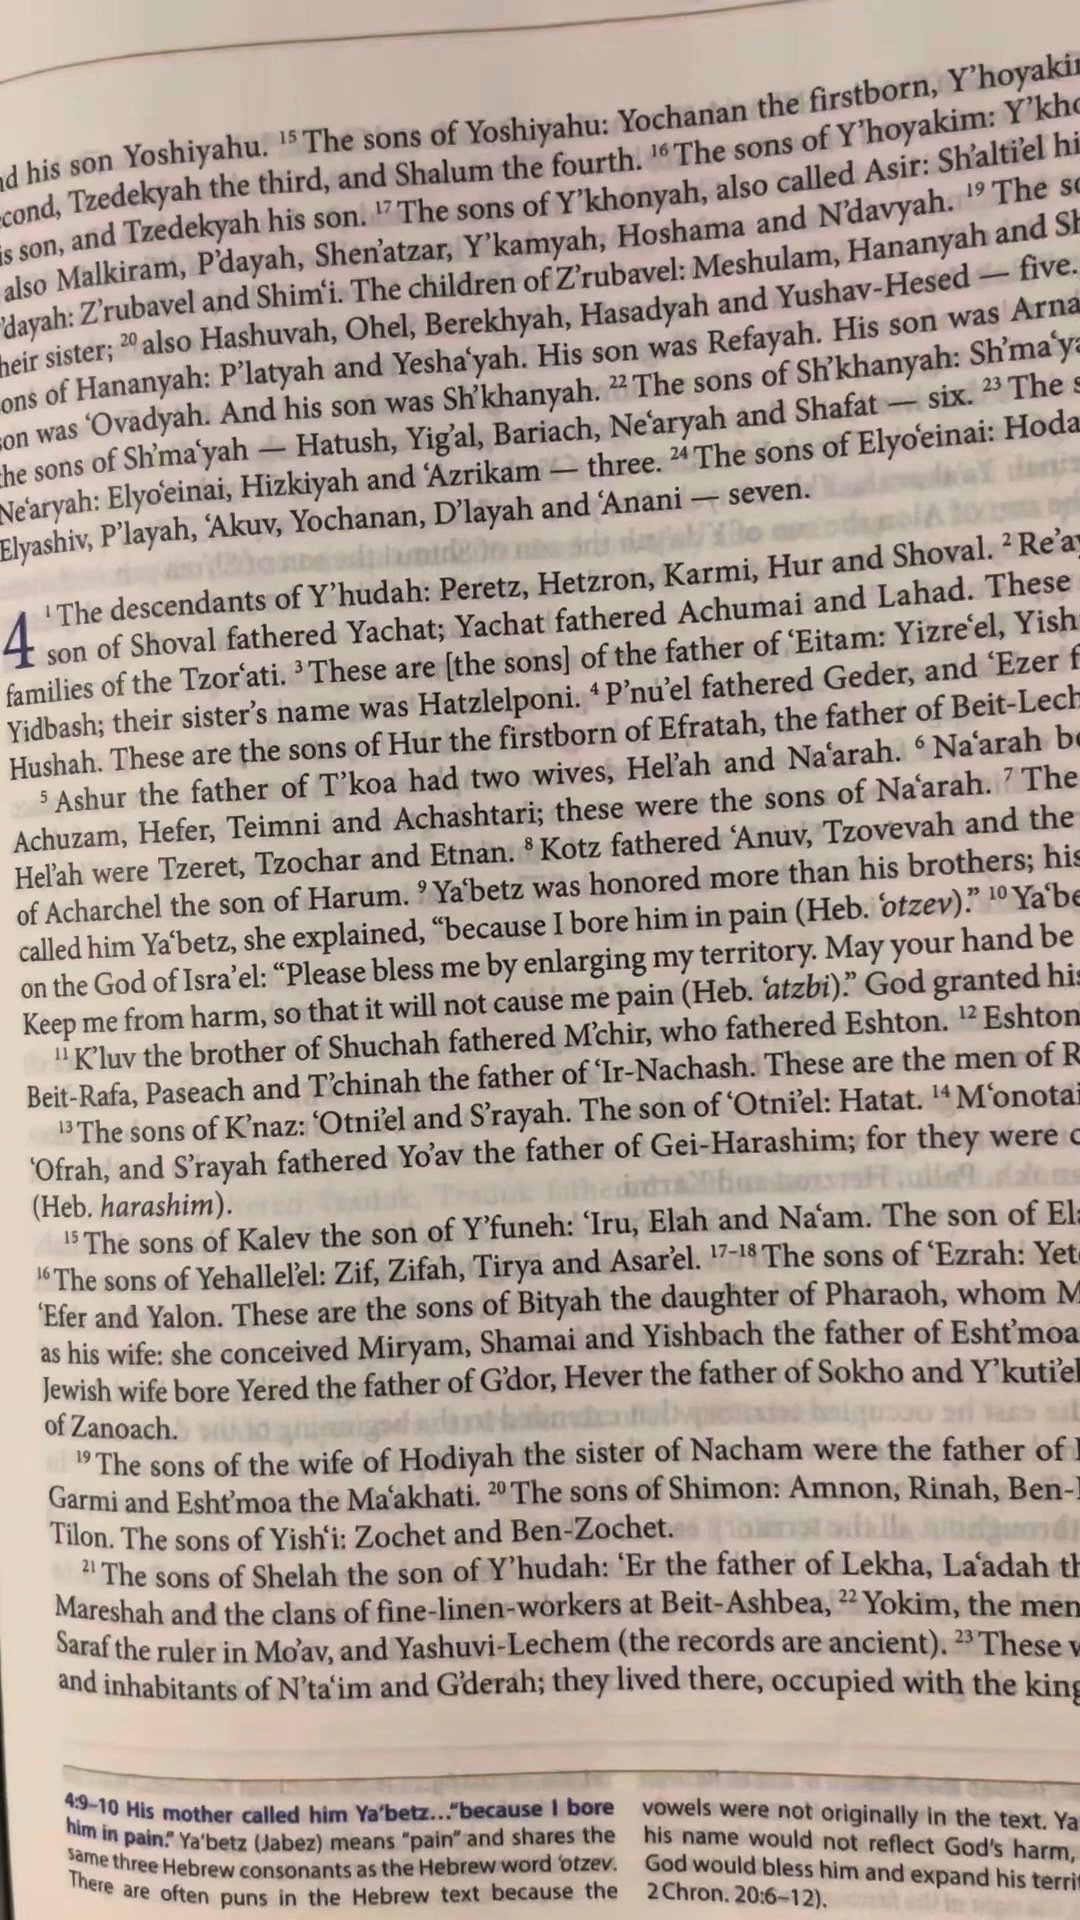 his son Yoshiyahu. ¹⁵ The sons of Yoshiyahu: Yochanan the firstborn,
Tzedekyah the third, and Shalum the fourth. ¹⁶ The sons of Y’hoyakim:
son, and Tzedekyah his son. ¹⁷ The sons of Y’khonyah, also called Asir: Sh’alti’el
also Malkiram, P’dayah, Shen’atzar, Y’kamyah, Hoshama and N’davyah. ¹⁹ The
Z’rubavel and Shim‘i. The children of Z’rubavel: Meshulam, Hananyah and
sister; ²⁰ also Hashuvah, Ohel, Berekhyah, Hasadyah and Yushav-Hesed — five.
of Hananyah: P’latyah and Yesha‘yah. His son was Refayah. His son was
was ‘Ovadyah. And his son was Sh’khanyah. ²² The sons of Sh’khanyah:
the sons of Sh’ma‘yah — Hatush, Yig’al, Bariach, Ne‘aryah and Shafat — six. ²³ The
Ne‘aryah: Elyo‘einai, Hizkiyah and ‘Azrikam — three. ²⁴ The sons of Elyo‘einai:
Elyashiv, P’layah, ‘Akuv, Yochanan, D’layah and ‘Anani — seven.
4 ¹ The descendants of Y’hudah: Peretz, Hetzron, Karmi, Hur and Shoval. ²
son of Shoval fathered Yachat; Yachat fathered Achumai and Lahad. These
families of the Tzor‘ati. ³ These are [the sons] of the father of ‘Eitam: Yizre‘el,
Yidbash; their sister’s name was Hatzlelponi. ⁴ P’nu’el fathered Geder, and ‘Ezer
Hushah. These are the sons of Hur the firstborn of Efratah, the father of
⁵ Ashur the father of T’koa had two wives, Hel’ah and Na‘arah. ⁶ Na‘arah
Achuzam, Hefer, Teimni and Achashtari; these were the sons of Na‘arah. ⁷ The
Hel’ah were Tzeret, Tzochar and Etnan. ⁸ Kotz fathered ‘Anuv, Tzovevah and the
of Acharchel the son of Harum. ⁹ Ya‘betz was honored more than his brothers; his
called him Ya‘betz, she explained, “because I bore him in pain (Heb. ‘otzev).” ¹⁰
on the God of Isra’el: “Please bless me by enlarging my territory. May your hand be
Keep me from harm, so that it will not cause me pain (Heb. ‘atzbi).” God granted
¹¹ K’luv the brother of Shuchah fathered M’chir, who fathered Eshton. ¹² Eshton
Beit-Rafa, Paseach and T’chinah the father of ‘Ir-Nachash. These are the men of
¹³ The sons of K’naz: ‘Otni’el and S’rayah. The son of ‘Otni’el: Hatat. ¹⁴ M‘onotai
‘Ofrah, and S’rayah fathered Yo’av the father of Gei-Harashim; for they were
(Heb. harashim).
¹⁵ The sons of Kalev the son of Y’funeh: ‘Iru, Elah and Na‘am. The son of
¹⁶ The sons of Yehallel’el: Zif, Zifah, Tirya and Asar’el. ¹⁷⁻¹⁸ The sons of ‘Ezrah:
‘Efer and Yalon. These are the sons of Bityah the daughter of Pharaoh, whom
as his wife: she conceived Miryam, Shamai and Yishbach the father of Esht’moa
Jewish wife bore Yered the father of G’dor, Hever the father of Sokho and Y’kuti’el
of Zanoach.
¹⁹ The sons of the wife of Hodiyah the sister of Nacham were the father of
Garmi and Esht’moa the Ma‘akhati. ²⁰ The sons of Shimon: Amnon, Rinah,
Tilon. The sons of Yish‘i: Zochet and Ben-Zochet.
²¹ The sons of Shelah the son of Y’hudah: ‘Er the father of Lekha, La‘adah
Mareshah and the clans of fine-linen-workers at Beit-Ashbea, ²² Yokim, the men
Saraf the ruler in Mo’av, and Yashuvi-Lechem (the records are ancient). ²³ These
and inhabitants of N’ta‘im and G’derah; they lived there, occupied with the
4:9–10 His mother called him Ya‘betz...“because I bore
him in pain.” Ya‘betz (Jabez) means “pain” and shares the
same three Hebrew consonants as the Hebrew word ‘otzev.
There are often puns in the Hebrew text because the
vowels were not originally in the text.
his name would not reflect God’s harm,
God would bless him and expand his
2 Chron. 20:6–12).